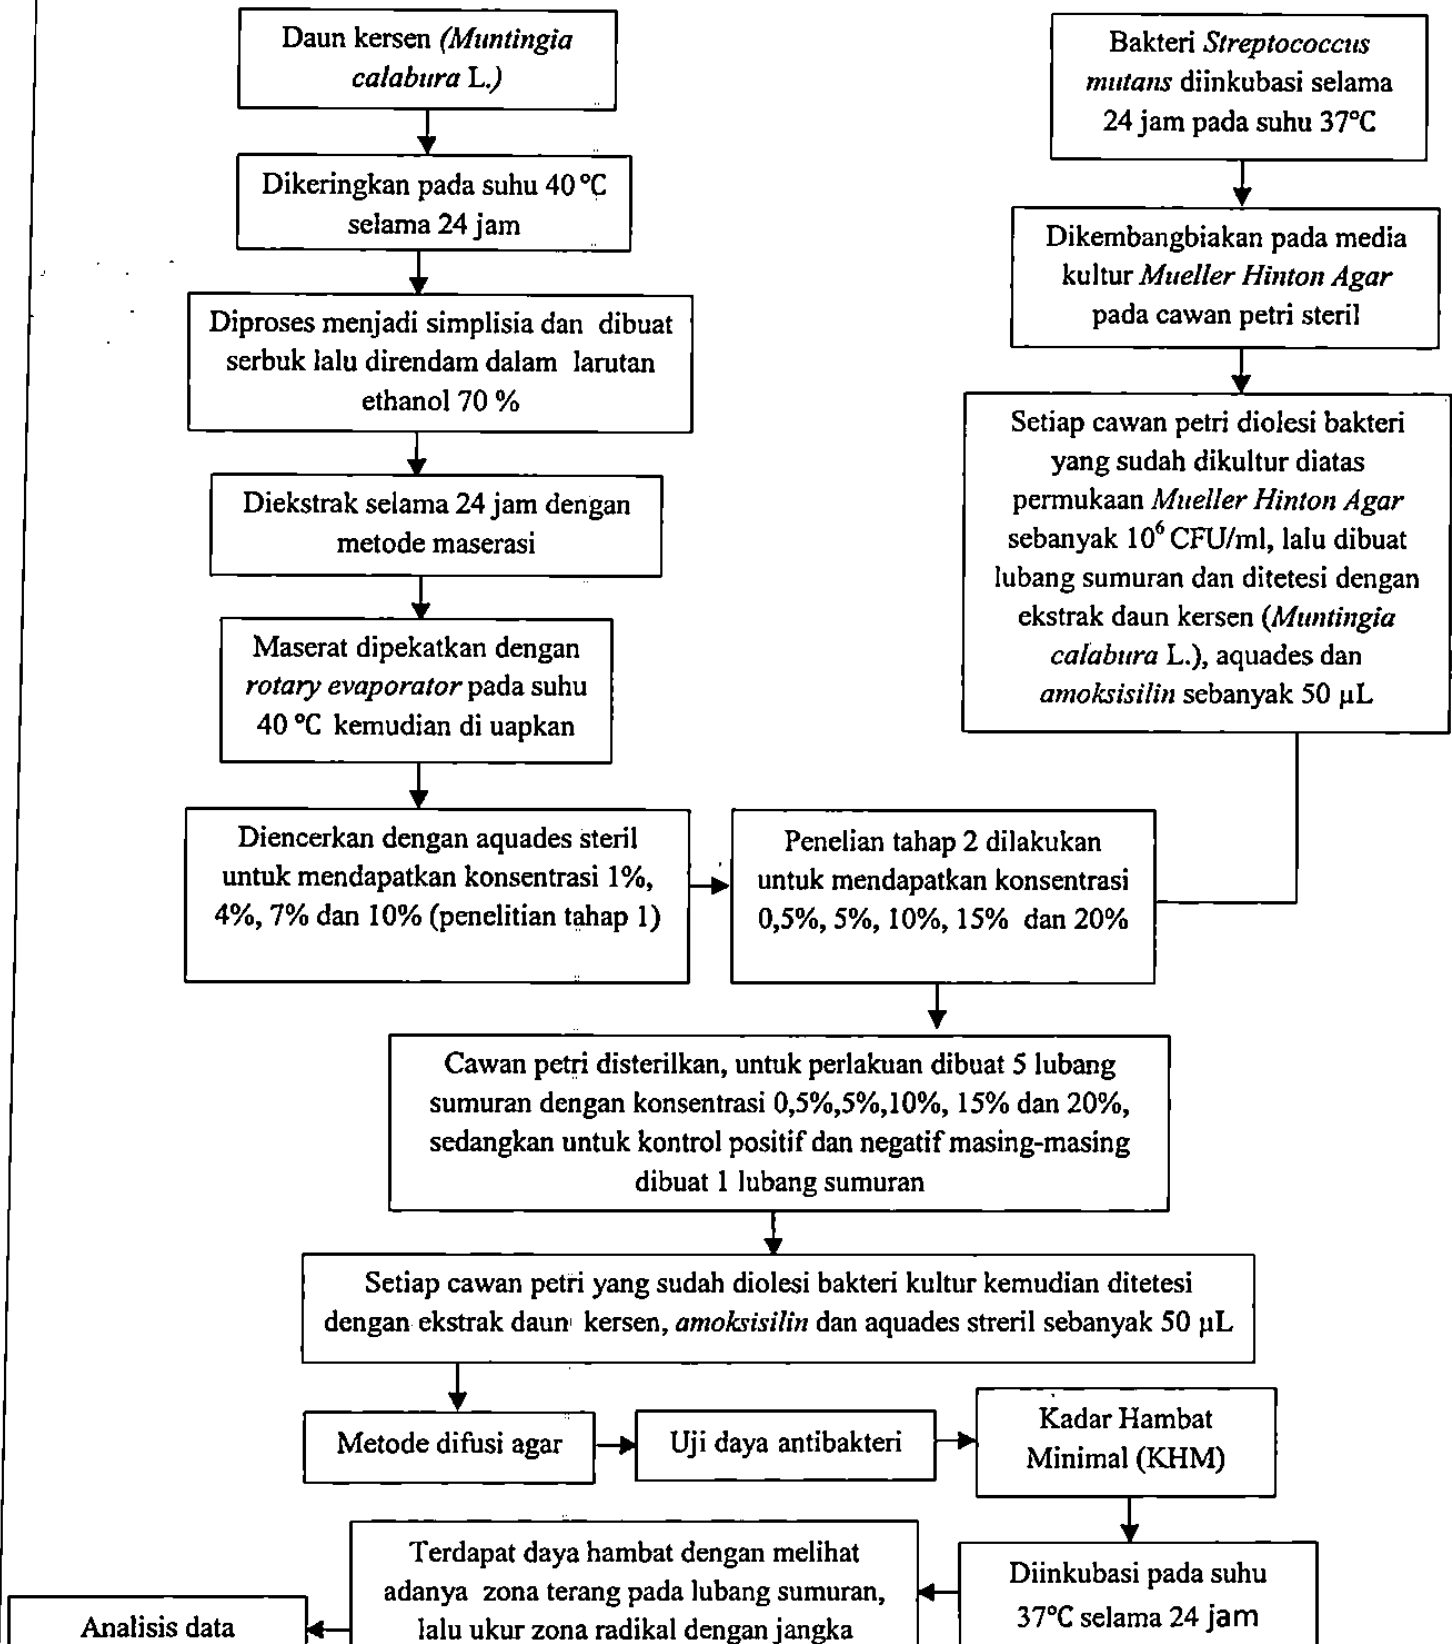 Daun kersen (Muntingia
calabura L.)
Dikeringkan pada suhu 40 °C
selama 24 jam
Diproses menjadi simplisia dan dibuat
serbuk lalu direndam dalam larutan
ethanol 70 %
Diekstrak selama 24 jam dengan
metode maserasi
Maserat dipekatkan dengan
rotary evaporator pada suhu
40 °C kemudian di uapkan
Diencerkan dengan aquades steril
untuk mendapatkan konsentrasi 1%,
4%, 7% dan 10% (penelitian tahap 1)
Bakteri Streptococcus
mutans diinkubasi selama
24 jam pada suhu 37°C
Dikembangbiakan pada media
kultur Mueller Hinton Agar
pada cawan petri steril
Setiap cawan petri diolesi bakteri
yang sudah dikultur diatas
permukaan Mueller Hinton Agar
sebanyak 10⁶ CFU/ml, lalu dibuat
lubang sumuran dan ditetesi dengan
ekstrak daun kersen (Muntingia
calabura L.), aquades dan
amoksisilin sebanyak 50 µL
Penelian tahap 2 dilakukan
untuk mendapatkan konsentrasi
0,5%, 5%, 10%, 15% dan 20%
Cawan petri disterilkan, untuk perlakuan dibuat 5 lubang
sumuran dengan konsentrasi 0,5%,5%,10%, 15% dan 20%,
sedangkan untuk kontrol positif dan negatif masing-masing
dibuat 1 lubang sumuran
Setiap cawan petri yang sudah diolesi bakteri kultur kemudian ditetesi
dengan ekstrak daun kersen, amoksisilin dan aquades streril sebanyak 50 µL
Metode difusi agar
Uji daya antibakteri
Kadar Hambat
Minimal (KHM)
Diinkubasi pada suhu
37°C selama 24 jam
Terdapat daya hambat dengan melihat
adanya zona terang pada lubang sumuran,
lalu ukur zona radikal dengan jangka
Analisis data